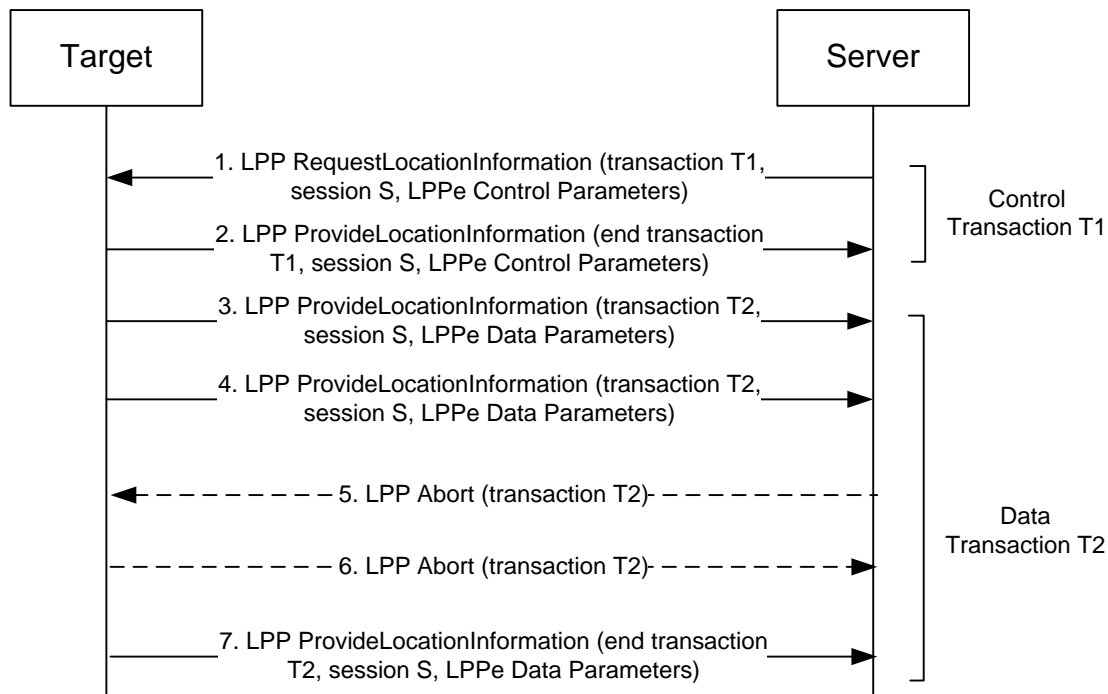 Target
Server
1. LPP RequestLocationInformation (transaction T1,
session S, LPPe Control Parameters)
Control
Transaction T1
2. LPP ProvideLocationInformation (end transaction
T1, session S, LPPe Control Parameters)
3. LPP ProvideLocationInformation (transaction T2,
session S, LPPe Data Parameters)
4. LPP ProvideLocationInformation (transaction T2,
session S, LPPe Data Parameters)
5. LPP Abort (transaction T2)
Data
Transaction T2
6. LPP Abort (transaction T2)
7. LPP ProvideLocationInformation (end transaction
T2, session S, LPPe Data Parameters)